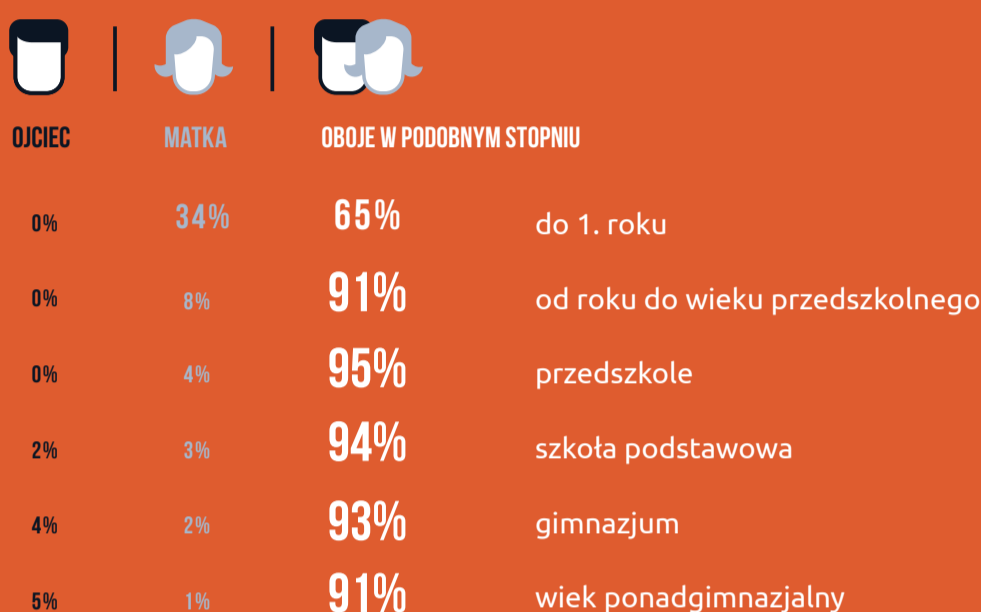 OJCIEC MATKA OBOJE W PODOBNYM STOPNIU
0% 34% 65% do 1. roku
0% 8% 91% od roku do wieku przedszkolnego
0% 4% 95% przedszkole
2% 3% 94% szkoła podstawowa
4% 2% 93% gimnazjum
5% 1% 91% wiek ponadgimnazjalny